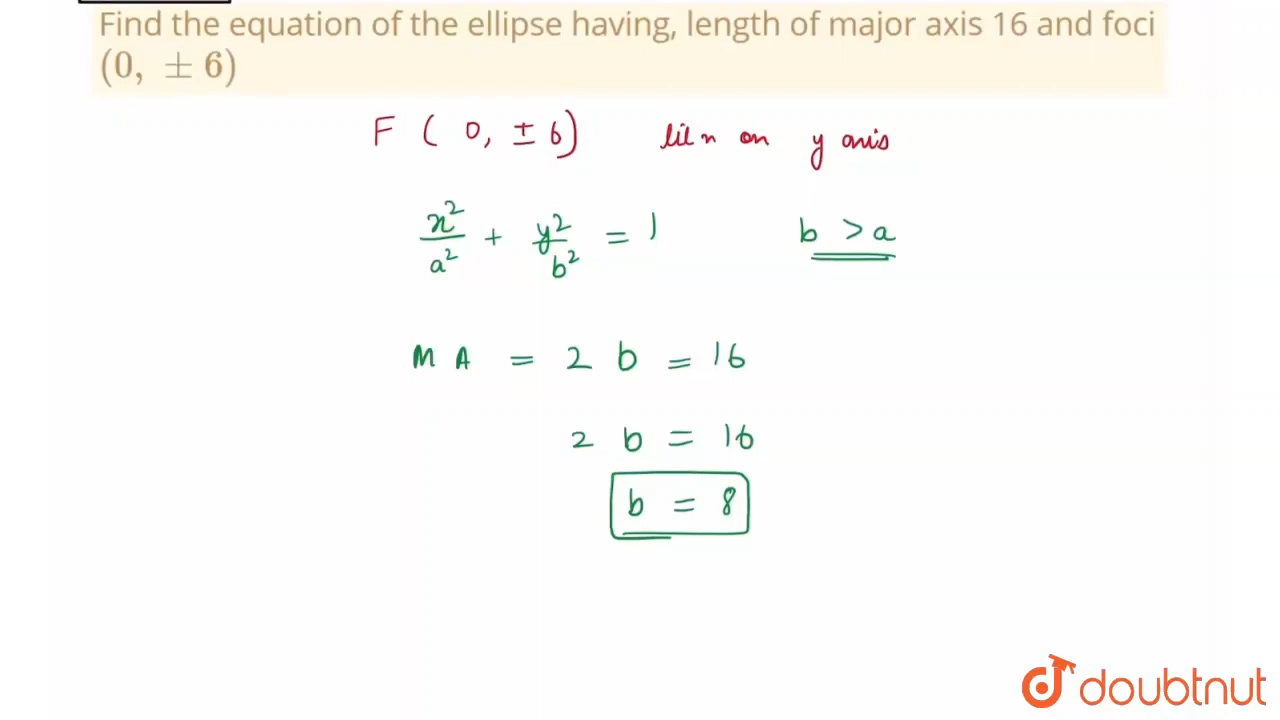 Find the equation of the ellipse having, length of major axis 16 and foci
(0, ±6)
F ( 0, ± 6) on y axis
x²/a² + y²/b² = 1 b > a
M A = 2 b = 16
2 b = 16
b = 8
doubtnut